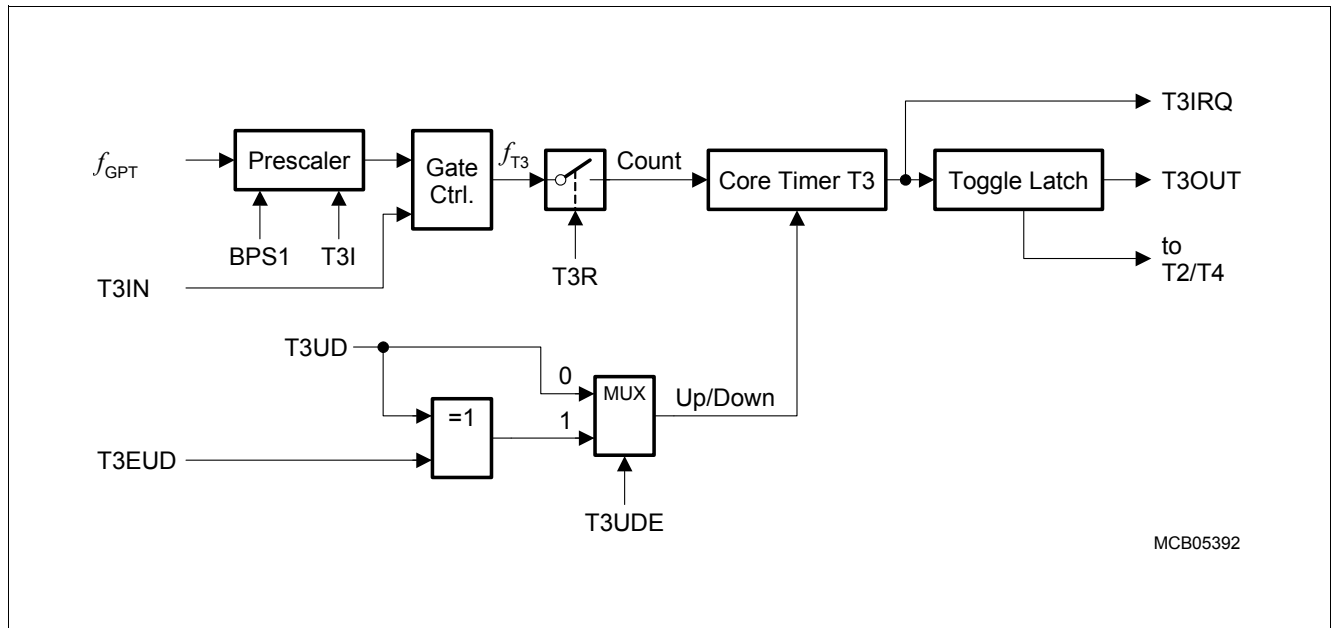 T3IRQ
fGPT
Prescaler
Gate
Ctrl.
fT3
Count
Core Timer T3
Toggle Latch
T3OUT
BPS1
T3I
T3IN
T3R
to
T2/T4
T3UD
0
MUX
Up/Down
=1
1
T3EUD
T3UDE
MCB05392